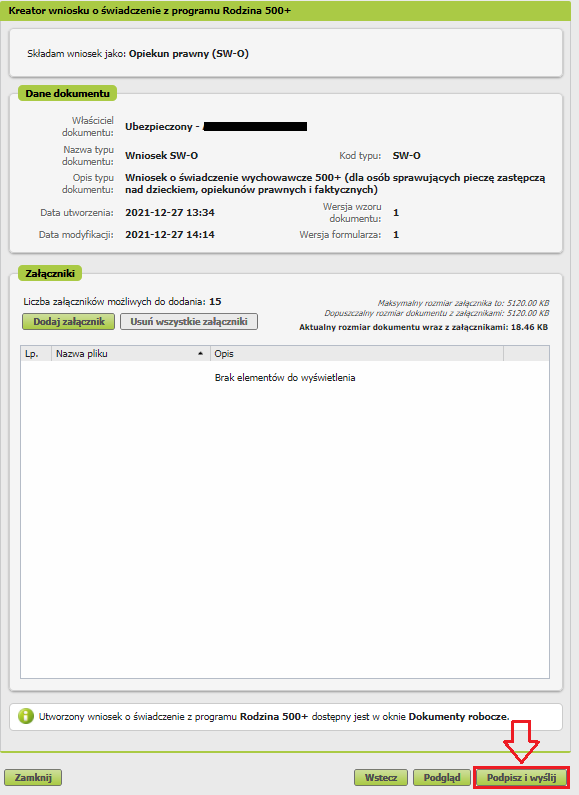 Kreator wniosku o świadczenie z programu Rodzina 500+
Składam wniosek jako: Opiekun prawny (SW-O)
Dane dokumentu
Właściciel dokumentu: Ubezpieczony -
Nazwa typu dokumentu: Wniosek SW-O Kod typu: SW-O
Opis typu dokumentu: Wniosek o świadczenie wychowawcze 500+ (dla osób sprawujących pieczę zastępczą
nad dzieckiem, opiekunów prawnych i faktycznych)
Data utworzenia: 2021-12-27 13:34 Wersja wzoru dokumentu: 1
Data modyfikacji: 2021-12-27 14:14 Wersja formularza: 1
Załączniki
Liczba załączników możliwych do dodania: 15
Maksymalny rozmiar załącznika to: 5120.00 KB
Dopuszczalny rozmiar dokumentu z załącznikami: 5120.00 KB
Dodaj załącznik Usuń wszystkie załączniki
Aktualny rozmiar dokumentu wraz z załącznikami: 18.46 KB
Lp. Nazwa pliku Opis
Brak elementów do wyświetlenia
Utworzony wniosek o świadczenie z programu Rodzina 500+ dostępny jest w oknie Dokumenty robocze.
Zamknij Wstecz Podgląd Podpisz i wyślij